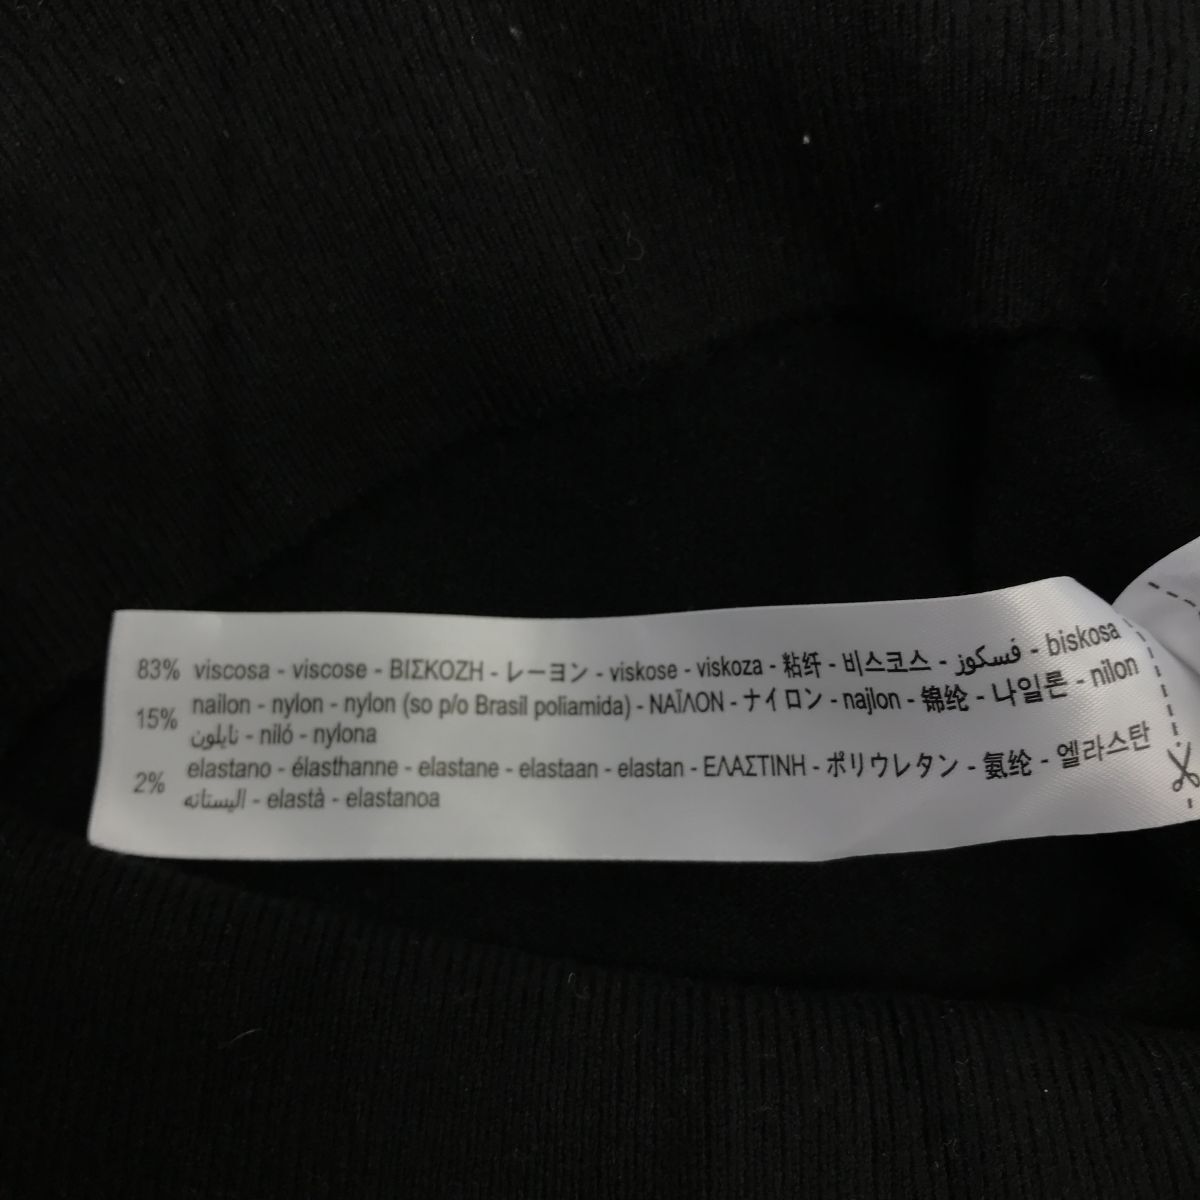 83% viscosa - viscose - ΒΙΣΚΟΖΗ - レーヨン - viskose - viskoza - 粘纤 - 비스코스 - فسكوز - biskosa
15% nailon - nylon - nylon (so p/o Brasil poliamida) - ΝΑΪΛΟΝ - ナイロン - najlon - 锦纶 - 나일론 - nilon
نايلون - niló - nylona
2% elastano - élasthanne - elastane - elastaan - elastan - ΕΛΑΣΤΙΝΗ - ポリウレタン - 氨纶 - 엘라스탄
اليستانه - elastà - elastanoa